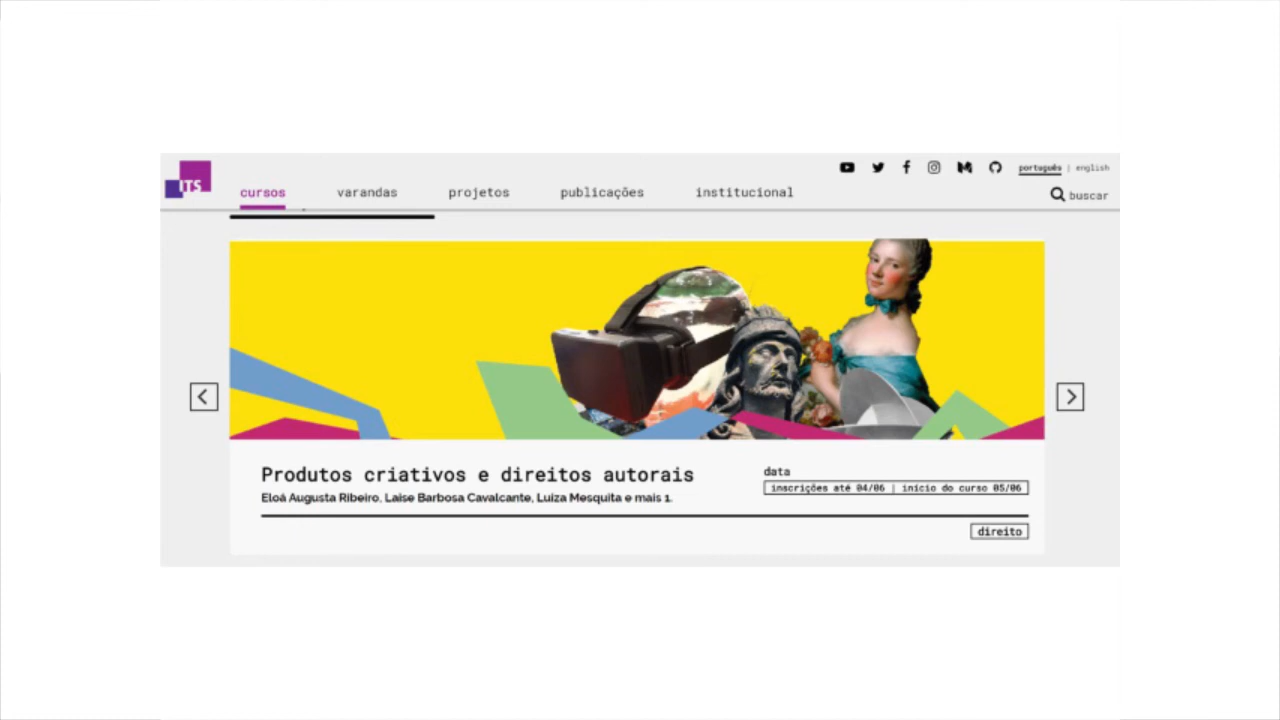 ITS
português | english
cursos varandas projetos publicações institucional
buscar
Produtos criativos e direitos autorais
Eloá Augusta Ribeiro, Laise Barbosa Cavalcante, Luiza Mesquita e mais 1.
data
inscrições até 04/06 | início do curso 05/06
direito